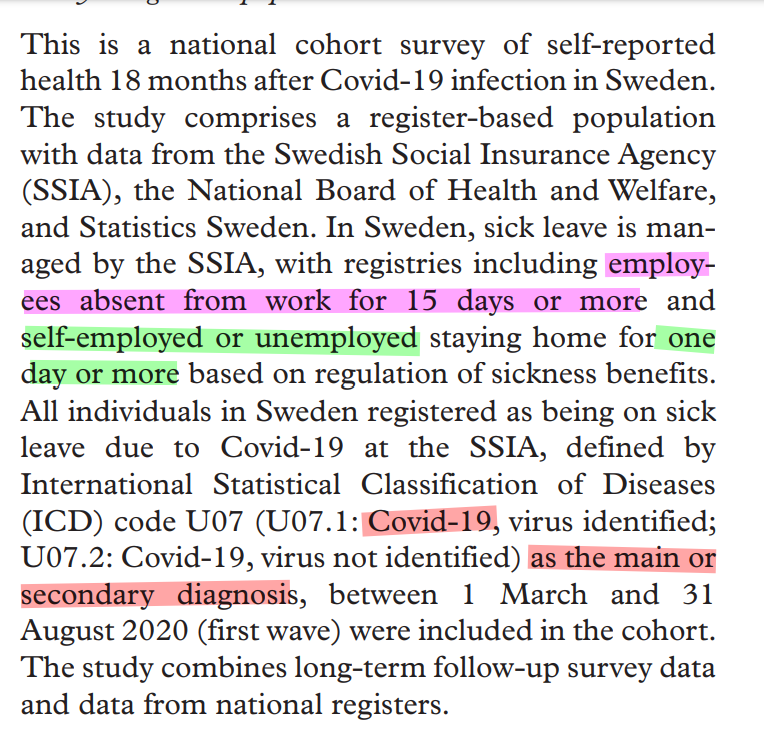 This is a national cohort survey of self-reported
health 18 months after Covid-19 infection in Sweden.
The study comprises a register-based population
with data from the Swedish Social Insurance Agency
(SSIA), the National Board of Health and Welfare,
and Statistics Sweden. In Sweden, sick leave is man-
aged by the SSIA, with registries including employ-
ees absent from work for 15 days or more and
self-employed or unemployed staying home for one
day or more based on regulation of sickness benefits.
All individuals in Sweden registered as being on sick
leave due to Covid-19 at the SSIA, defined by
International Statistical Classification of Diseases
(ICD) code U07 (U07.1: Covid-19, virus identified;
U07.2: Covid-19, virus not identified) as the main or
secondary diagnosis, between 1 March and 31
August 2020 (first wave) were included in the cohort.
The study combines long-term follow-up survey data
and data from national registers.